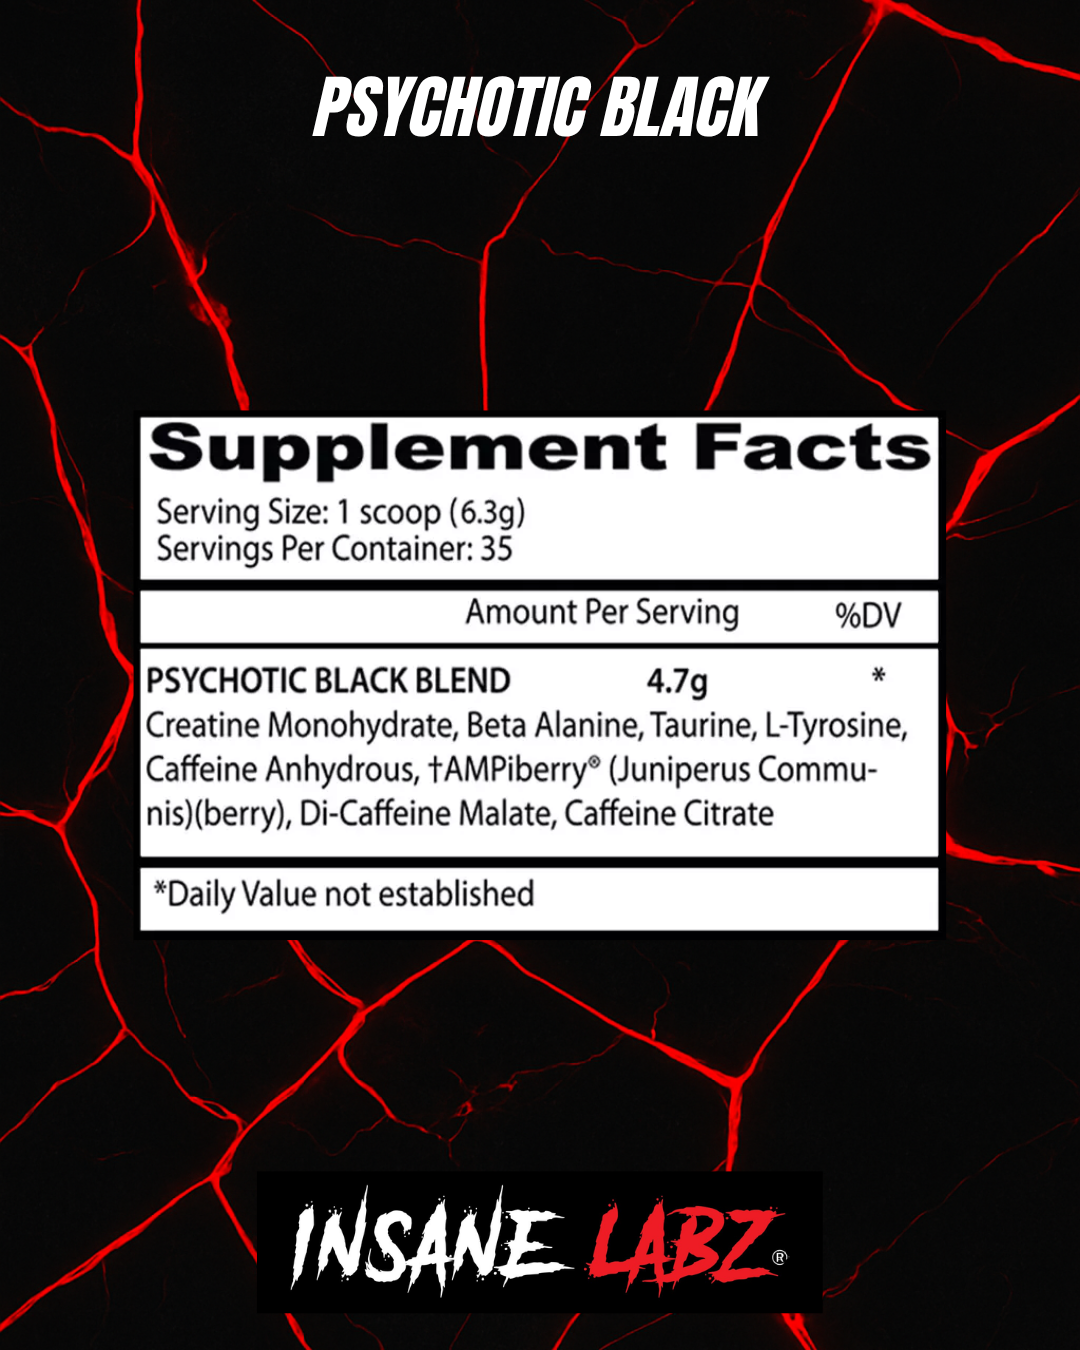 PSYCHOTIC BLACK
Supplement Facts
Serving Size: 1 scoop (6.3g)
Servings Per Container: 35
Amount Per Serving %DV
PSYCHOTIC BLACK BLEND 4.7g *
Creatine Monohydrate, Beta Alanine, Taurine, L-Tyrosine,
Caffeine Anhydrous, †AMPiberry® (Juniperus Commu-
nis)(berry), Di-Caffeine Malate, Caffeine Citrate
*Daily Value not established
INSANE LABZ®